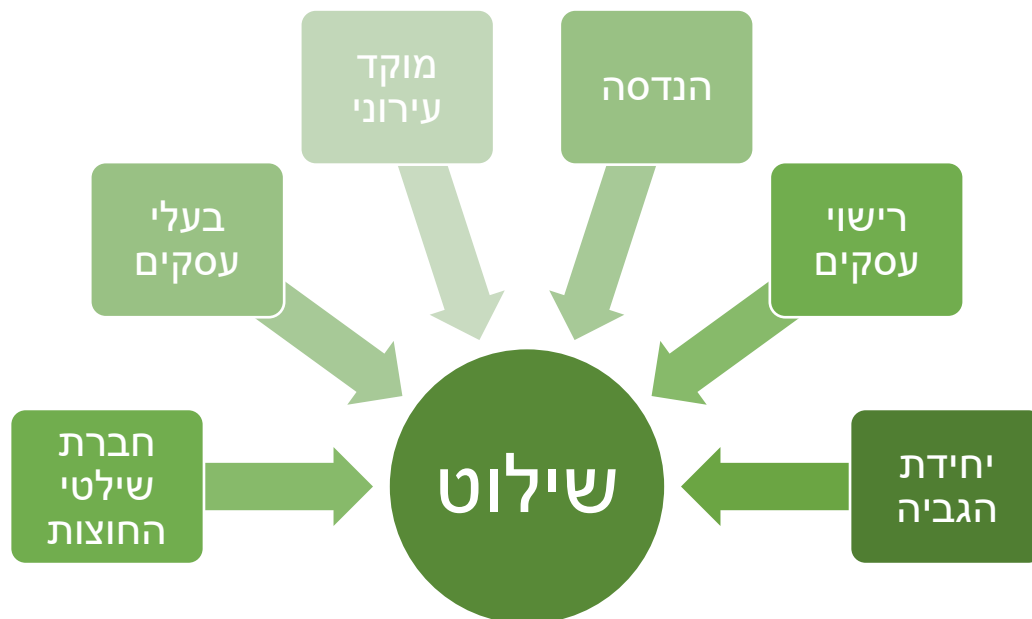 הנדסה
מוקד
עירוני
רישוי
עסקים
בעלי
עסקים
יחידת
הגביה
שילוט
חברת
שילטי
החוצות